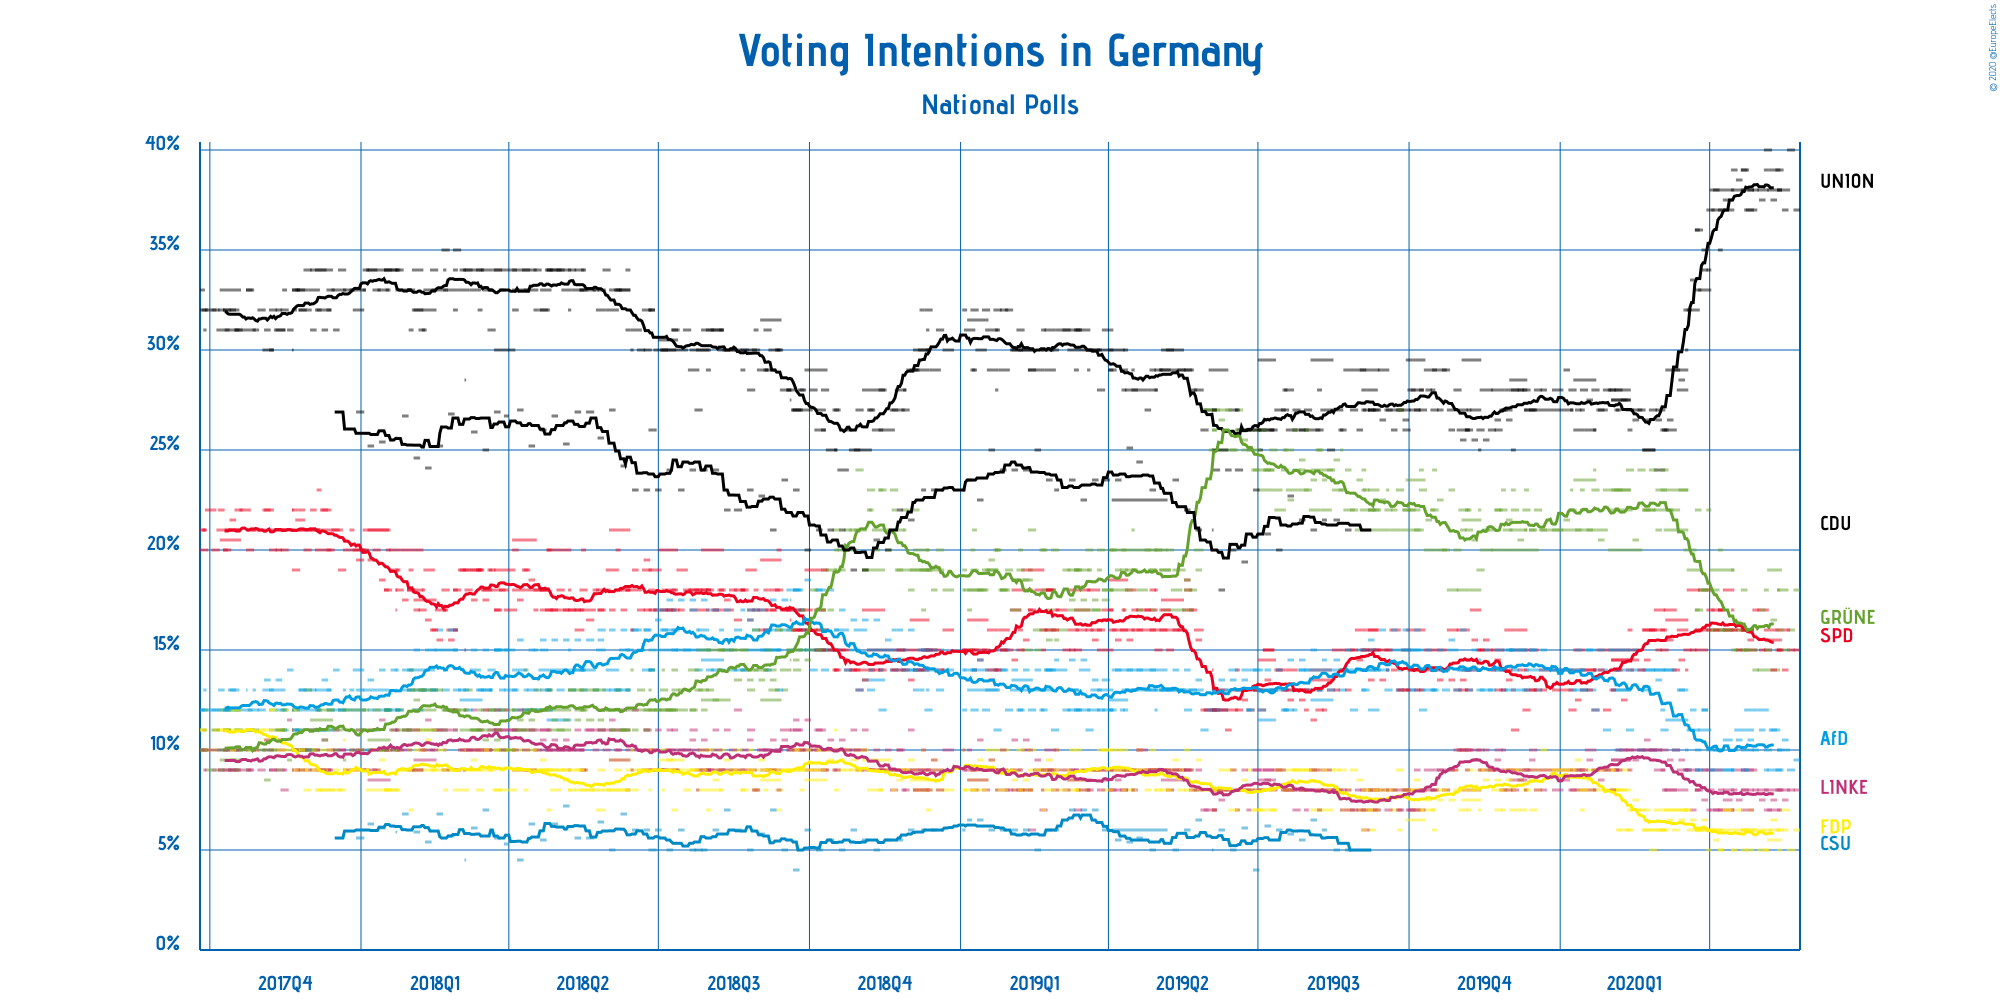 © 2020 @EuropeElects
Voting Intentions in Germany
National Polls
40%
35%
30%
25%
20%
15%
10%
5%
0%
UNION
CDU
GRÜNE
SPD
AfD
LINKE
FDP
CSU
2017Q4 2018Q1 2018Q2 2018Q3 2018Q4 2019Q1 2019Q2 2019Q3 2019Q4 2020Q1